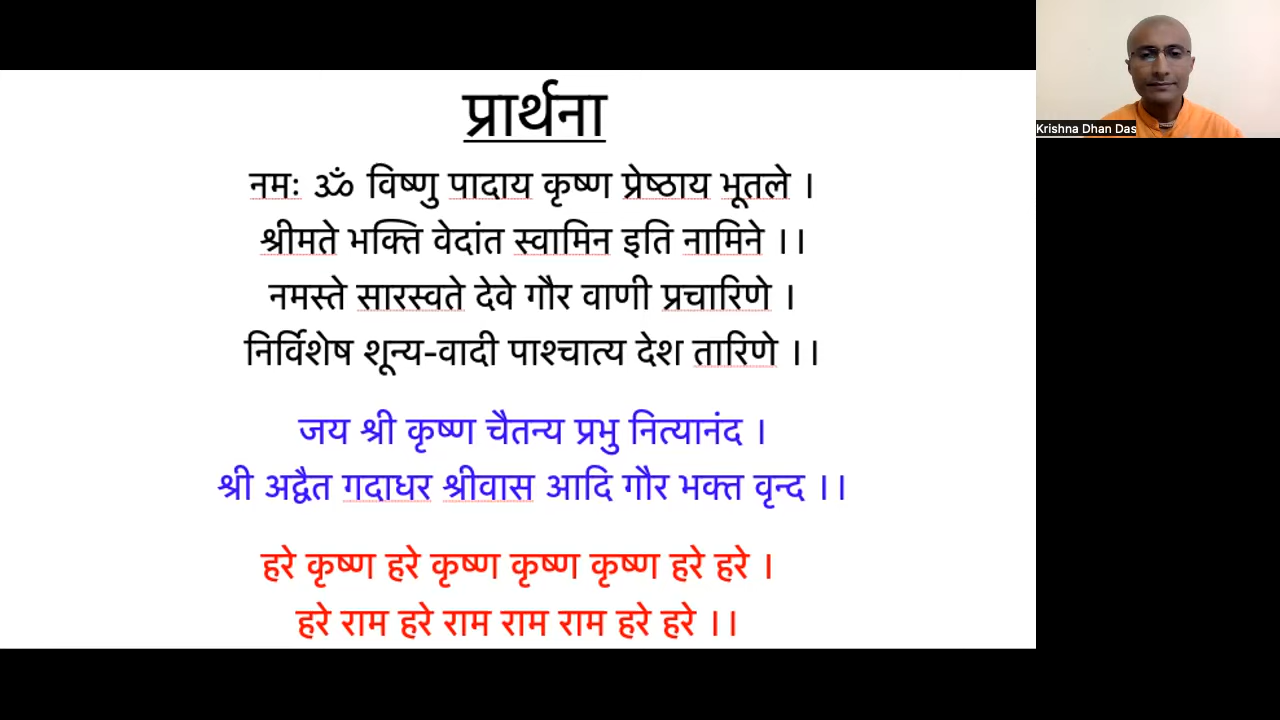 प्रार्थना
नमः ॐ विष्णु पादाय कृष्ण प्रेष्ठाय भूतले ।
श्रीमते भक्ति वेदांत स्वामिन इति नामिने ।।
नमस्ते सारस्वते देवे गौर वाणी प्रचारिणे ।
निर्विशेष शून्य-वादी पाश्चात्य देश तारिणे ।।
जय श्री कृष्ण चैतन्य प्रभु नित्यानंद ।
श्री अद्वैत गदाधर श्रीवास आदि गौर भक्त वृन्द ।।
हरे कृष्ण हरे कृष्ण कृष्ण कृष्ण हरे हरे ।
हरे राम हरे राम राम राम हरे हरे ।।
Krishna Dhan Das